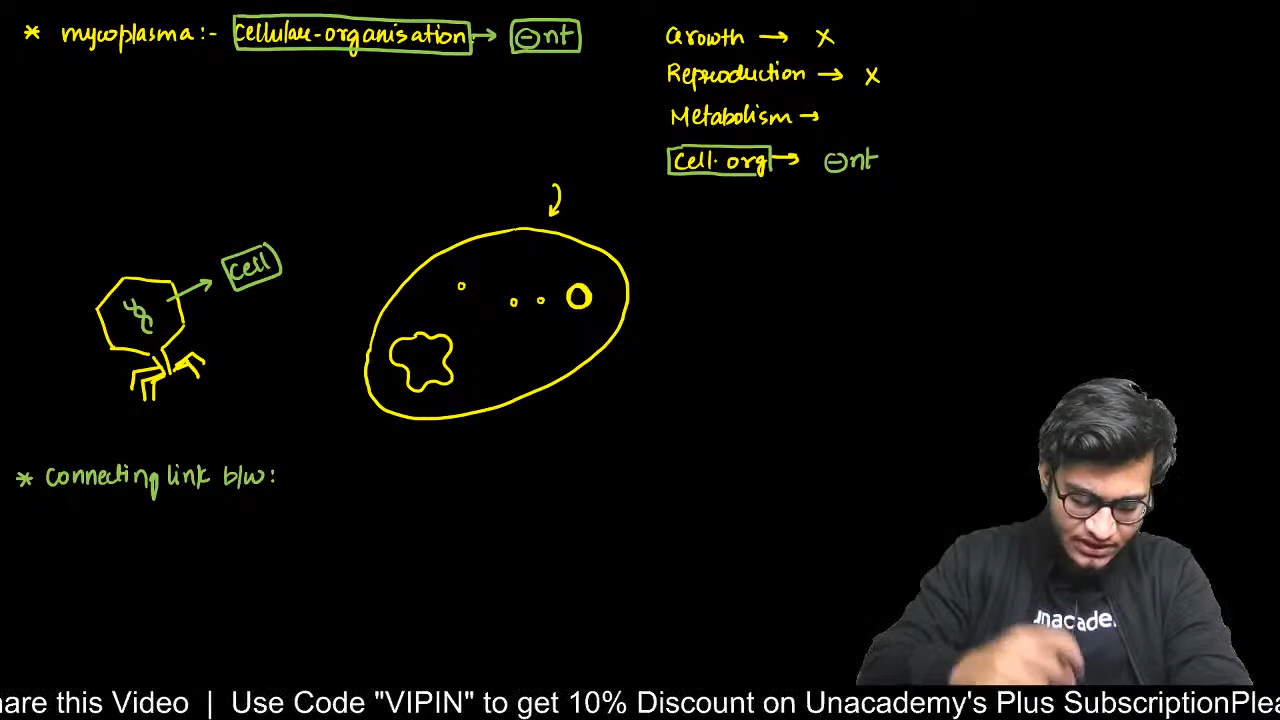 * mycoplasma :- Cellular-organisation → ⊖nt
Growth → x
Reproduction → x
Metabolism →
Cell. org → ⊖nt
Cell
* Connecting link b/w :
unacade
hare this Video | Use Code "VIPIN" to get 10% Discount on Unacademy's Plus SubscriptionPlea